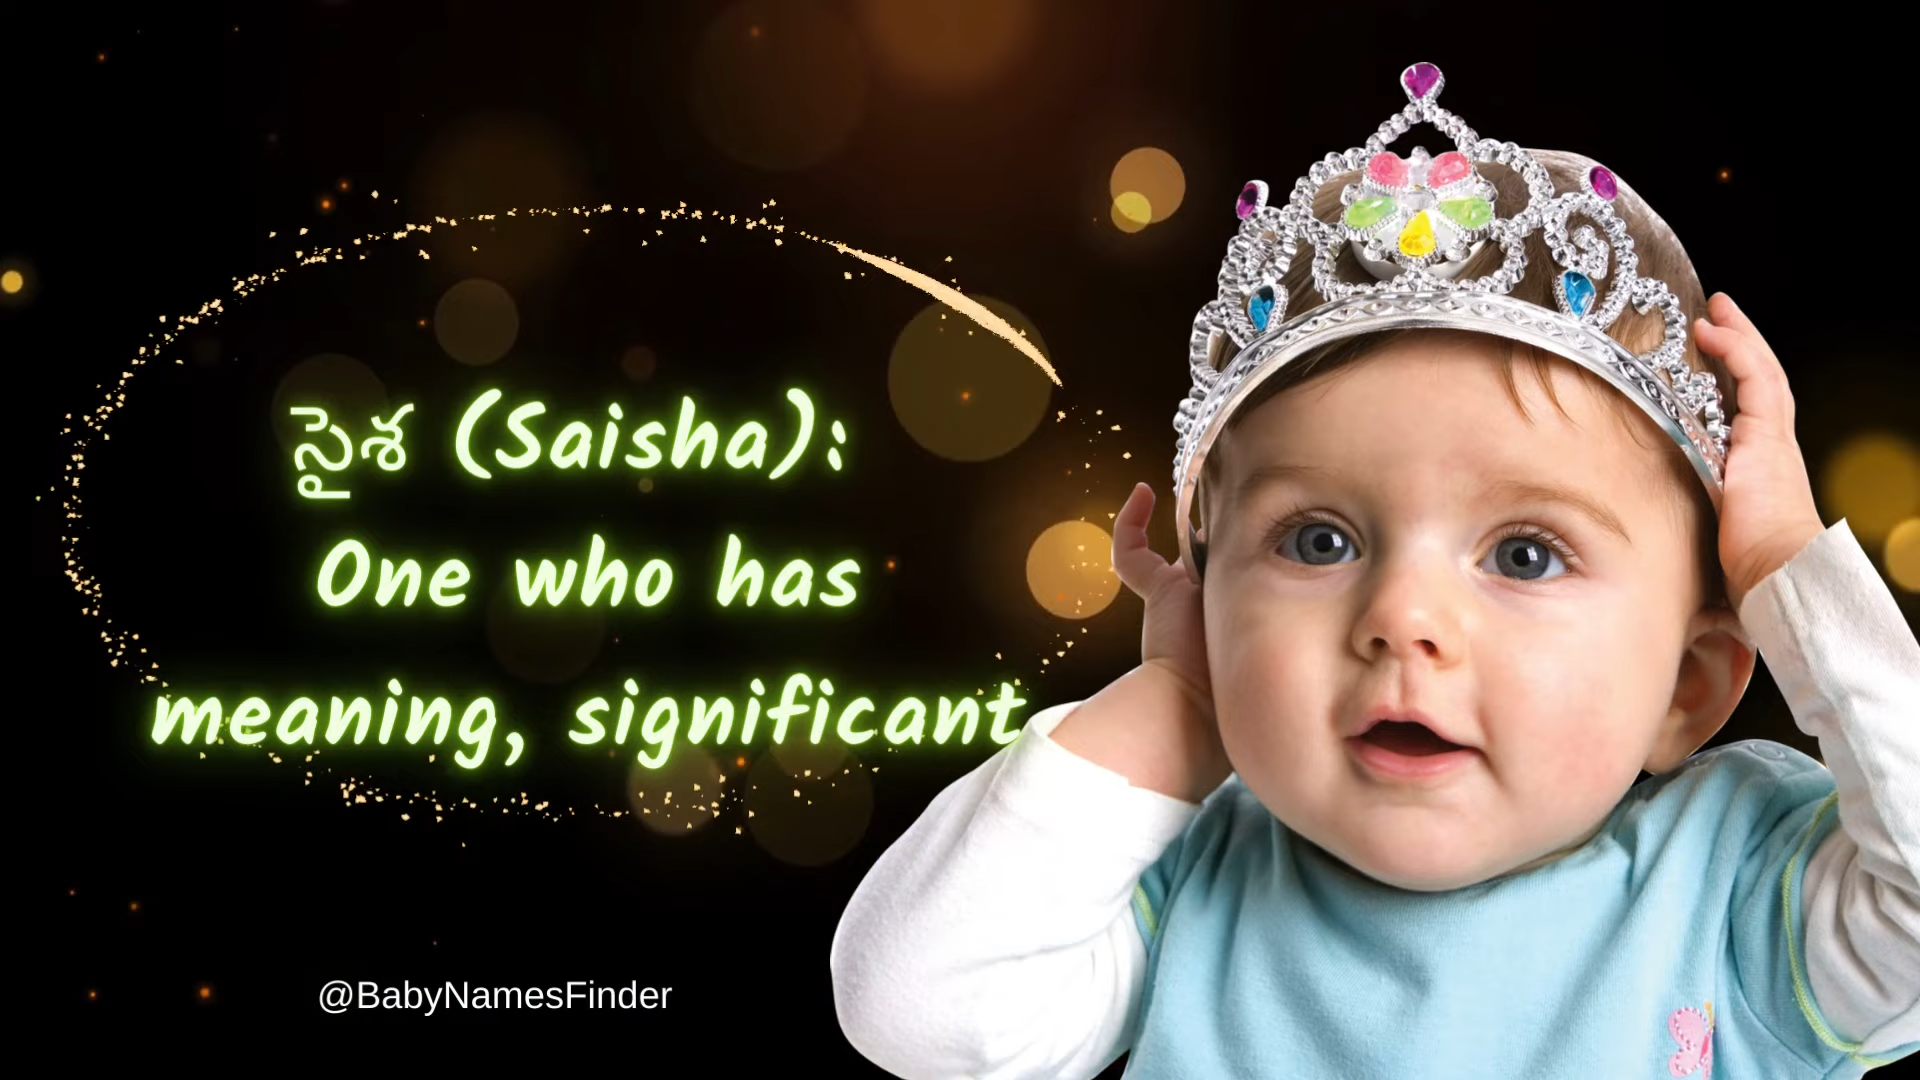 సైశ (Saisha):
One who has
meaning, significant
@BabyNamesFinder